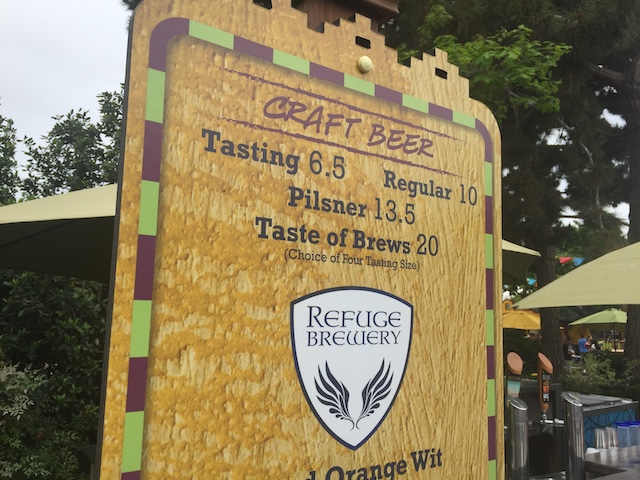 CRAFT BEER
Tasting 6.5 Regular 10
Pilsner 13.5
Taste of Brews 20
(Choice of Four Tasting Size)
REFUGE
BREWERY
Orange Wit